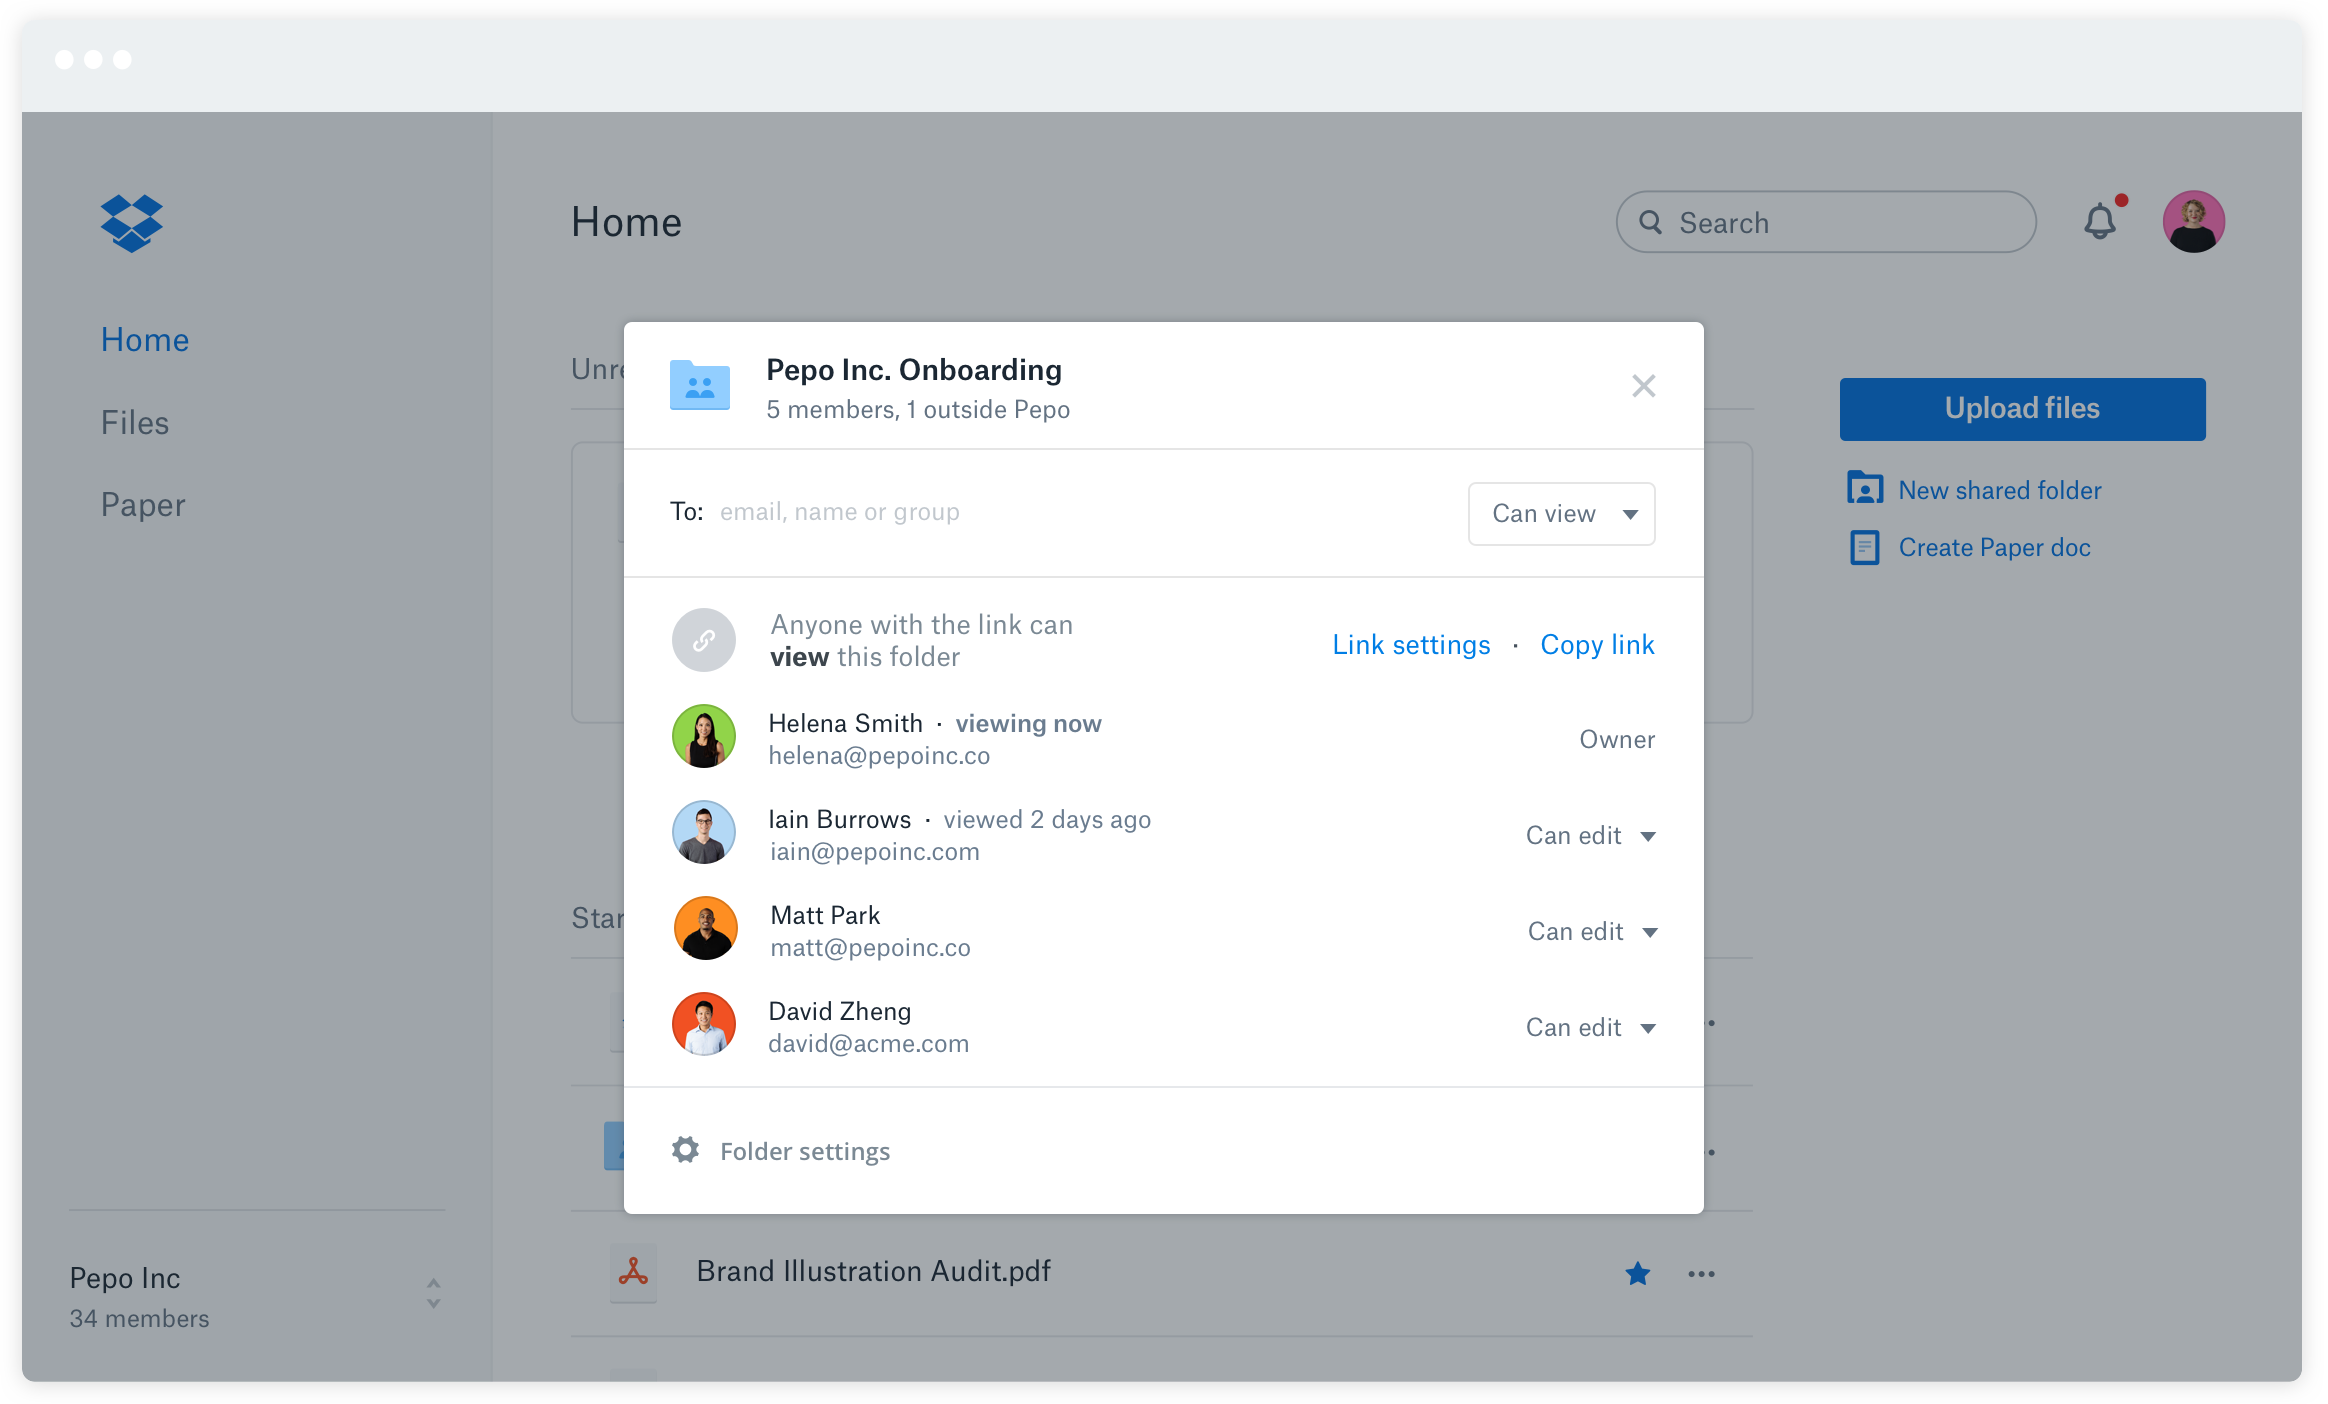 Home
Search
Home
Files
Paper
Unre
Pepo Inc. Onboarding
5 members, 1 outside Pepo
Upload files
New shared folder
Create Paper doc
To: email, name or group
Can view
Anyone with the link can
view this folder
Link settings · Copy link
Helena Smith · viewing now
helena@pepoinc.co
Owner
Iain Burrows · viewed 2 days ago
iain@pepoinc.com
Can edit
Star
Matt Park
matt@pepoinc.co
Can edit
David Zheng
david@acme.com
Can edit
Folder settings
Brand Illustration Audit.pdf
Pepo Inc
34 members